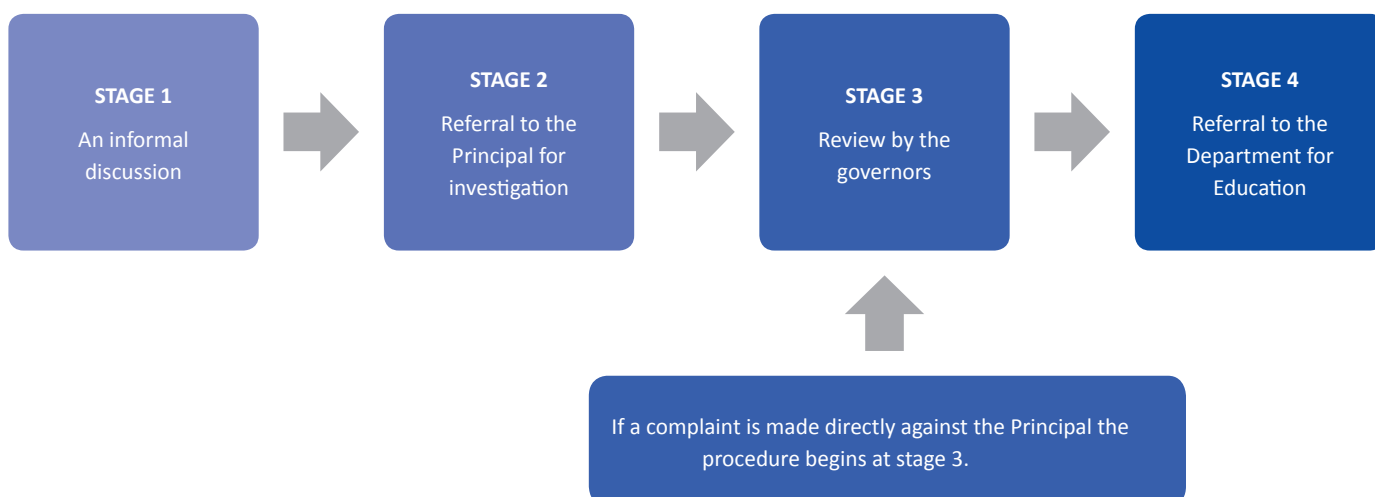 STAGE 1
An informal
discussion
STAGE 2
Referral to the
Principal for
investigation
STAGE 3
Review by the
governors
STAGE 4
Referral to the
Department for
Education
If a complaint is made directly against the Principal the
procedure begins at stage 3.